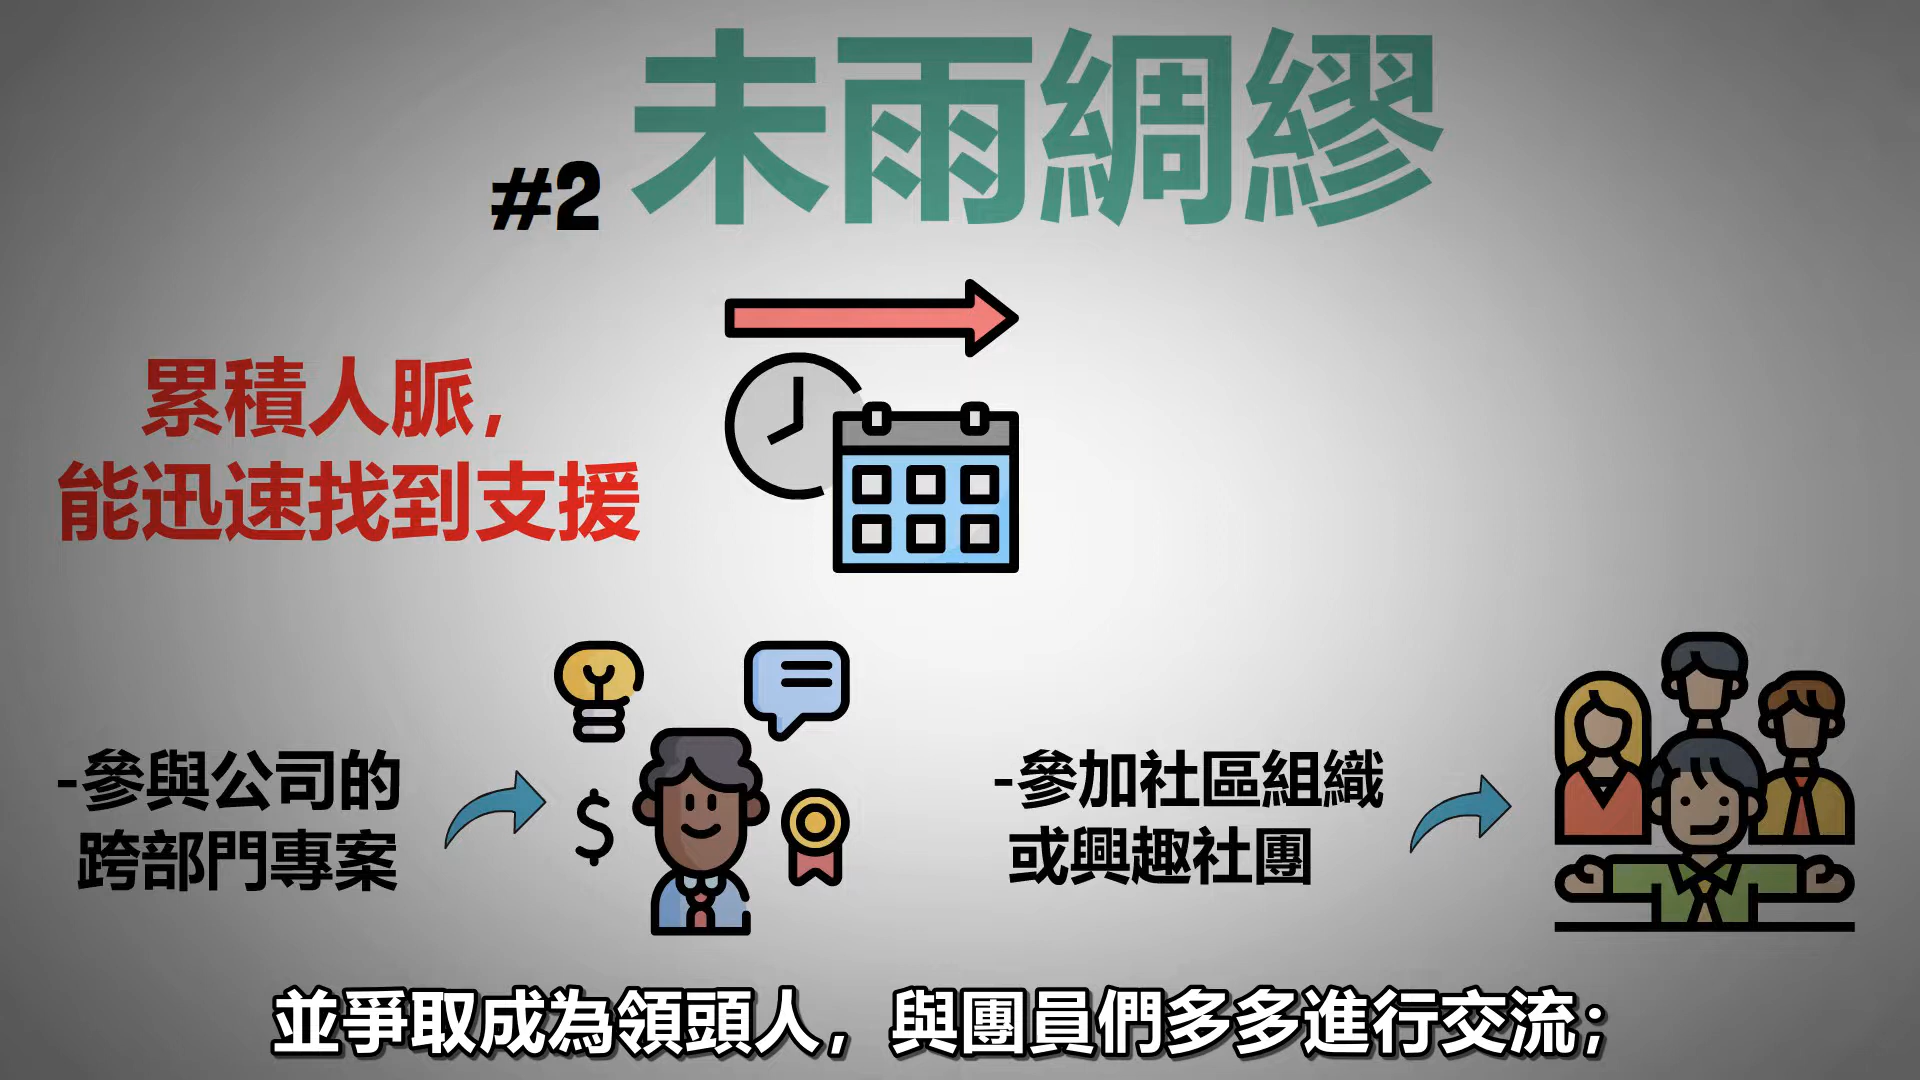 #2 未雨綢繆
累積人脈,
能迅速找到支援
-參與公司的
跨部門專案
-參加社區組織
或興趣社團
並爭取成為領頭人，與團員們多多進行交流；